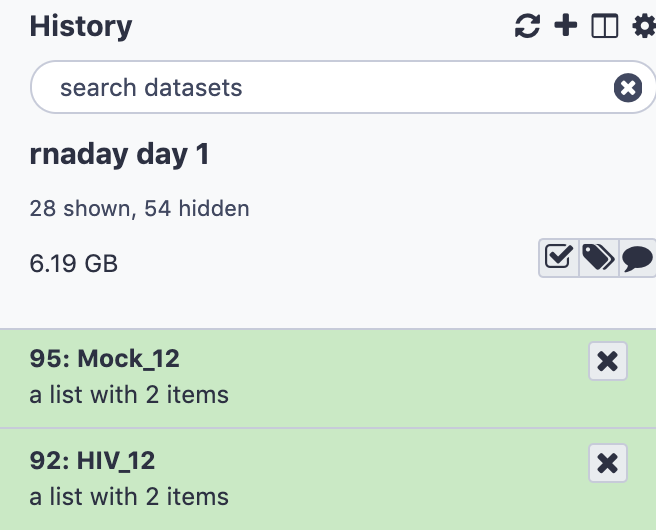 History
search datasets
rnaday day 1
28 shown, 54 hidden
6.19 GB
95: Mock_12
a list with 2 items
92: HIV_12
a list with 2 items